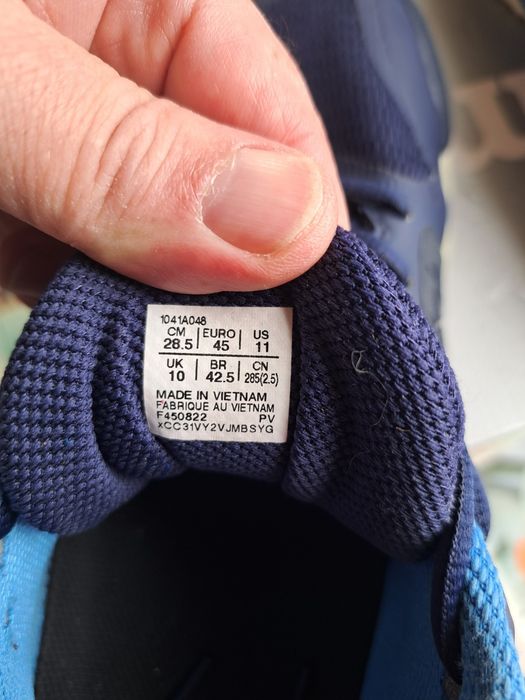 1041A048
CM | EURO | US
28.5 | 45 | 11
UK | BR | CN
10 | 42.5 | 285(2.5)
MADE IN VIETNAM
FABRIQUE AU VIETNAM
F450822 PV
XCC31VY2VJMBSYG